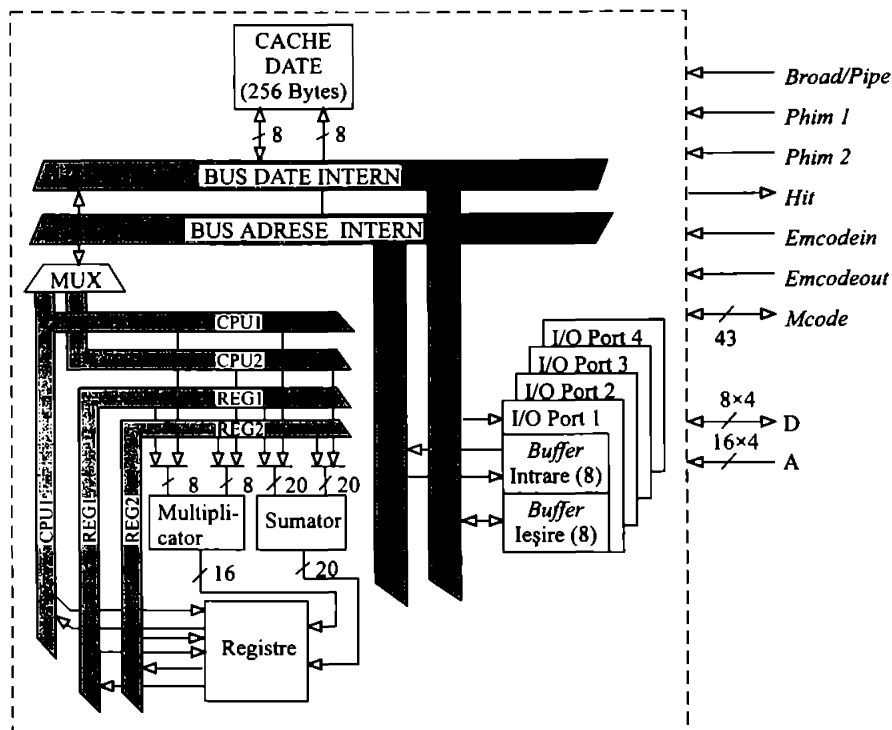 CACHE
DATE
(256 Bytes)
8
8
BUS DATE INTERN
BUS ADRESE INTERN
MUX
CPU1
CPU2
REG1
REG2
CPU1
REG1
REG2
8
8
20
20
Multipli-
cator
Sumator
16
20
Registre
I/O Port 4
I/O Port 3
I/O Port 2
I/O Port 1
Buffer
Intrare (8)
Buffer
Ieşire (8)
Broad/Pipe
Phim 1
Phim 2
Hit
Emcodein
Emcodeout
Mcode
43
8×4
D
16×4
A